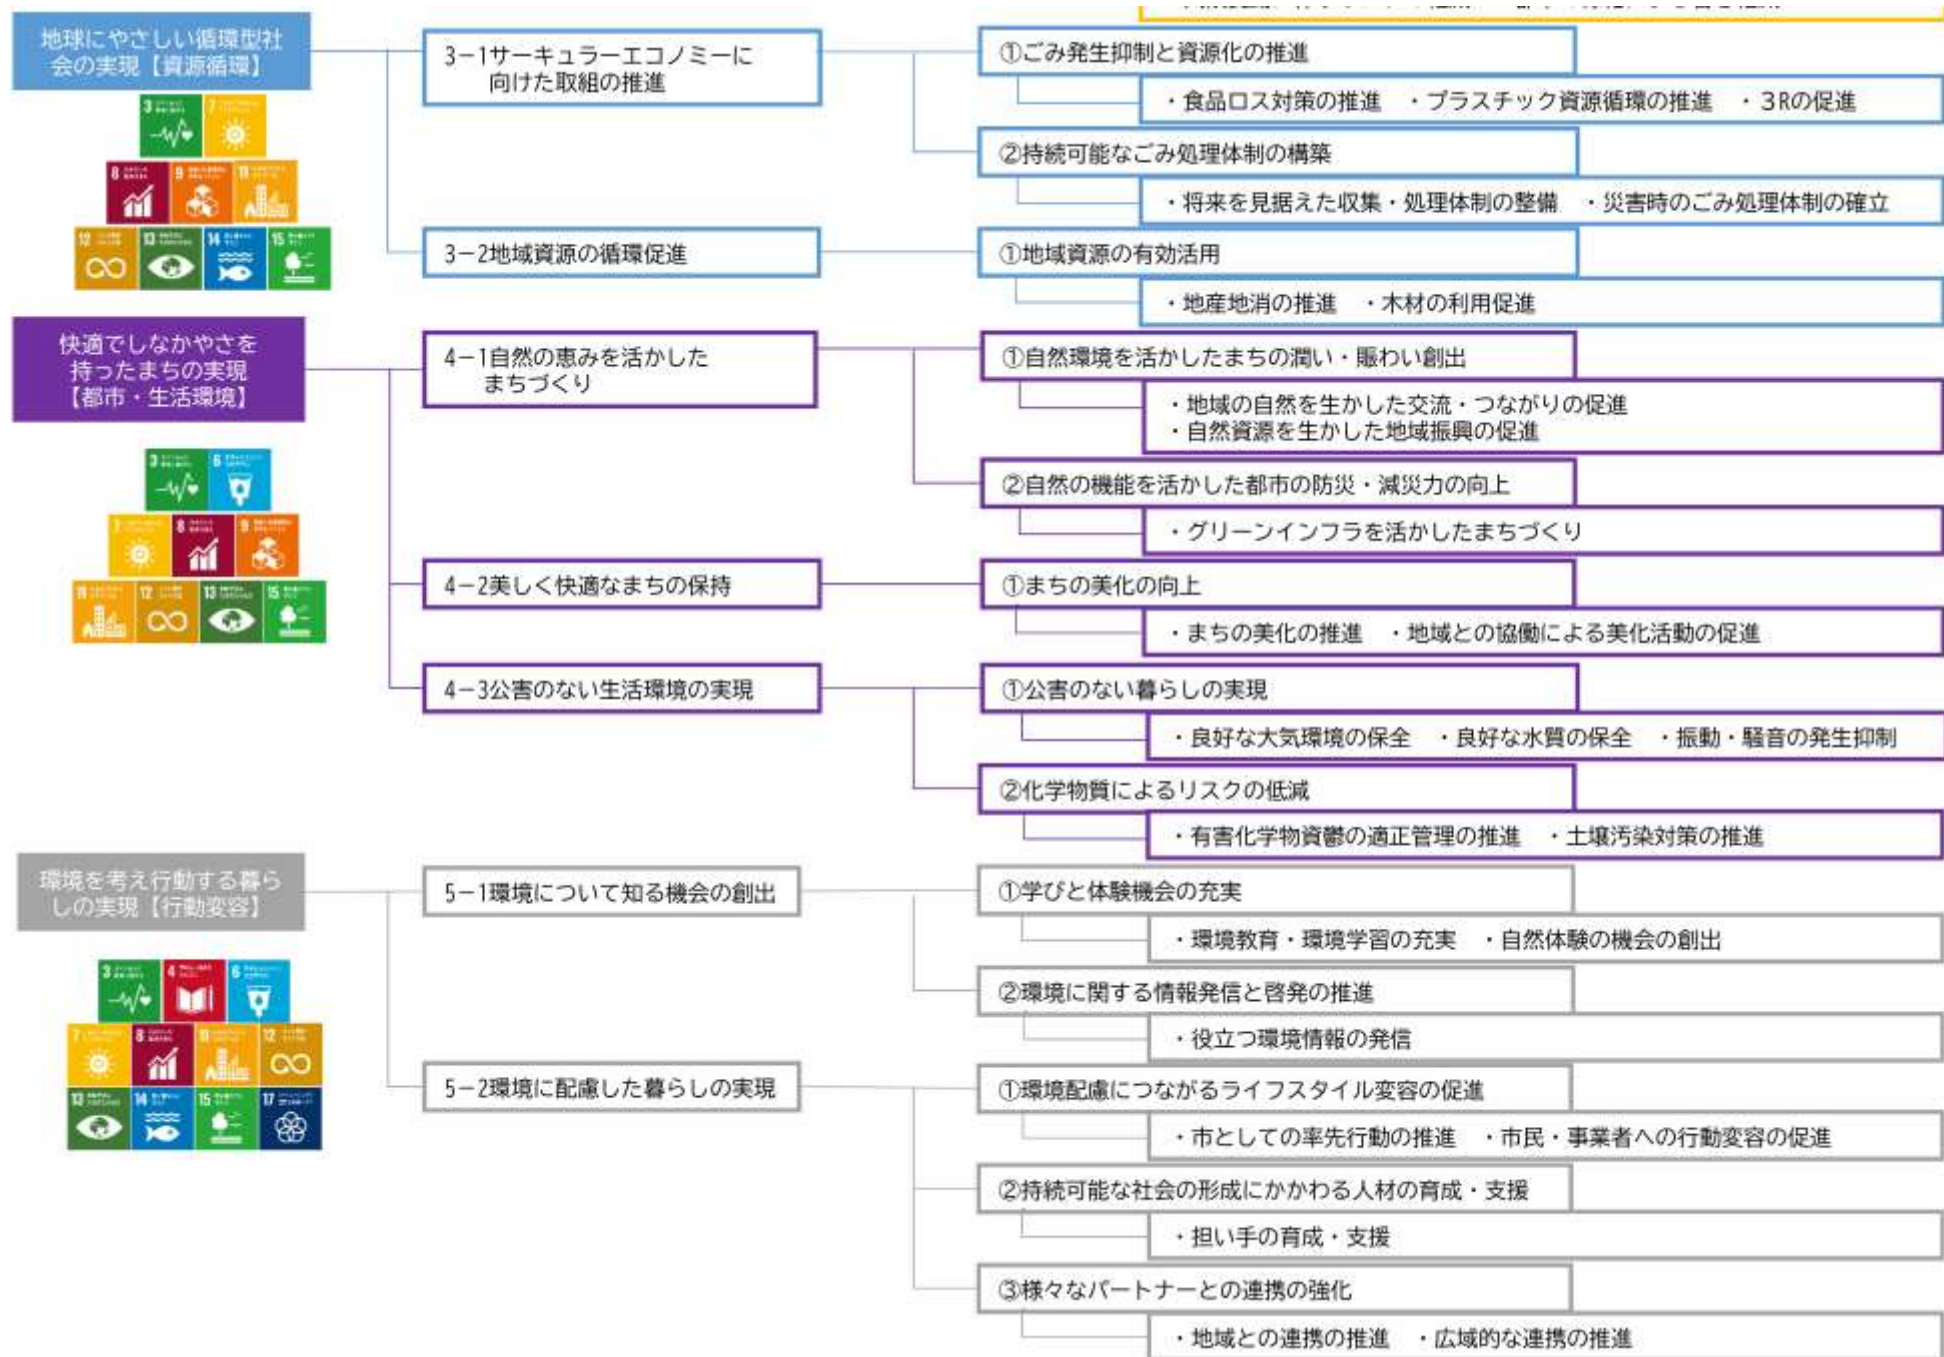 地球にやさしい循環型社
会の実現【資源循環】
3 7
8 9 11
12 13 14 15
3-1サーキュラーエコノミーに
向けた取組の推進
①ごみ発生抑制と資源化の推進
・食品ロス対策の推進 ・プラスチック資源循環の推進 ・3Rの促進
②持続可能なごみ処理体制の構築
・将来を見据えた収集・処理体制の整備 ・災害時のごみ処理体制の確立
3-2地域資源の循環促進
①地域資源の有効活用
・地産地消の推進 ・木材の利用促進
快適でしなかやさを
持ったまちの実現
【都市・生活環境】
3 6
7 8 9
11 12 13 15
4-1自然の恵みを活かした
まちづくり
①自然環境を活かしたまちの潤い・賑わい創出
・地域の自然を生かした交流・つながりの促進
・自然資源を生かした地域振興の促進
②自然の機能を活かした都市の防災・減災力の向上
・グリーンインフラを活かしたまちづくり
4-2美しく快適なまちの保持
①まちの美化の向上
・まちの美化の推進 ・地域との協働による美化活動の促進
4-3公害のない生活環境の実現
①公害のない暮らしの実現
・良好な大気環境の保全 ・良好な水質の保全 ・振動・騒音の発生抑制
②化学物質によるリスクの低減
・有害化学物資鬱の適正管理の推進 ・土壌汚染対策の推進
環境を考え行動する暮ら
しの実現【行動変容】
3 4 6
7 8 11 12
13 14 15 17
5-1環境について知る機会の創出
①学びと体験機会の充実
・環境教育・環境学習の充実 ・自然体験の機会の創出
②環境に関する情報発信と啓発の推進
・役立つ環境情報の発信
5-2環境に配慮した暮らしの実現
①環境配慮につながるライフスタイル変容の促進
・市としての率先行動の推進 ・市民・事業者への行動変容の促進
②持続可能な社会の形成にかかわる人材の育成・支援
・担い手の育成・支援
③様々なパートナーとの連携の強化
・地域との連携の推進 ・広域的な連携の推進